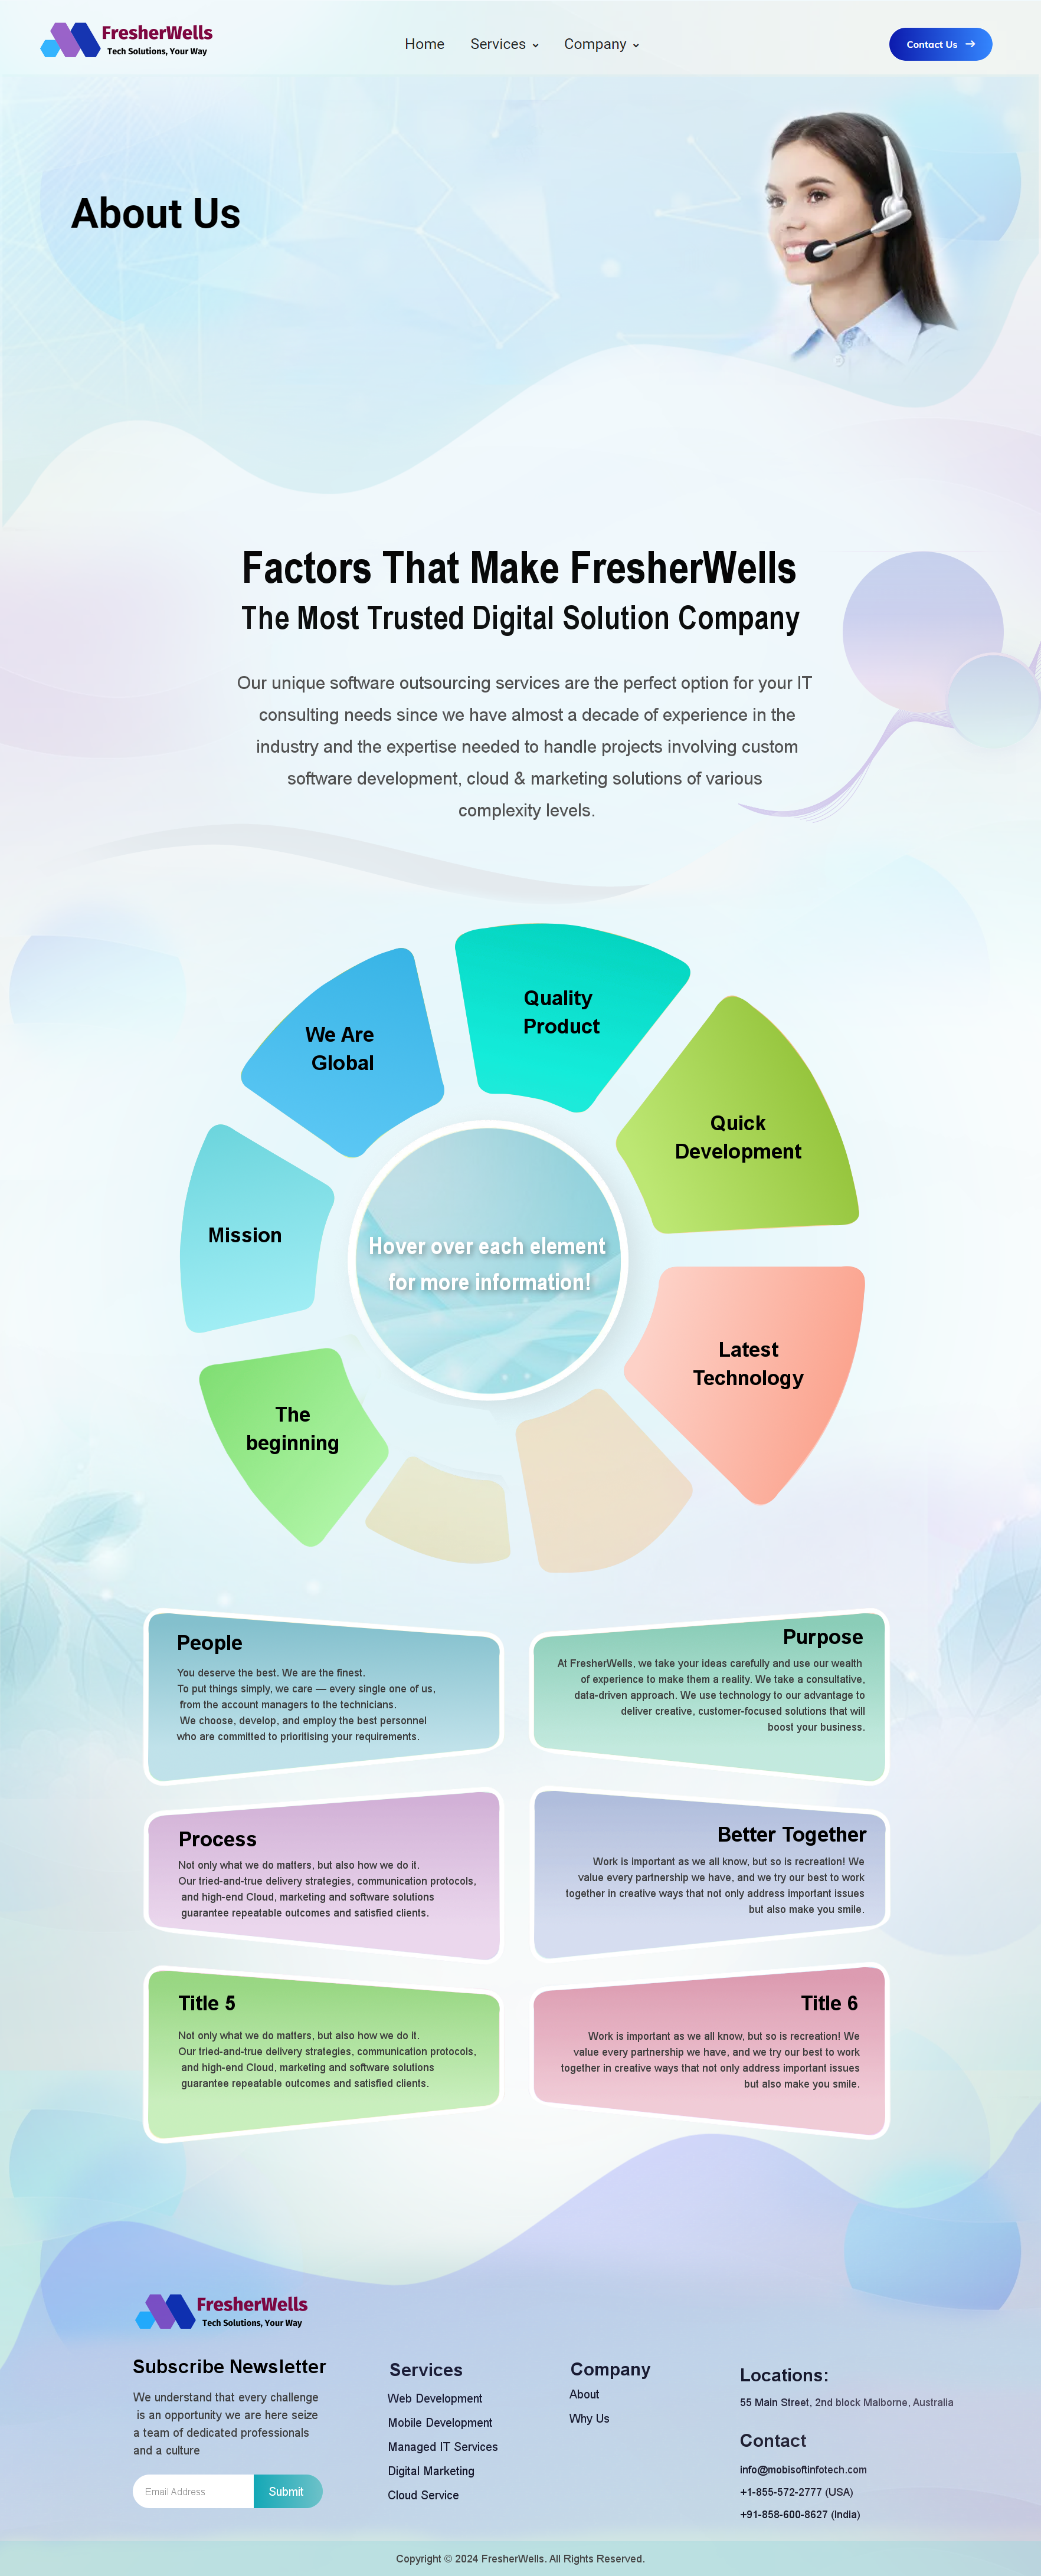 FresherWells
Tech Solutions, Your Way
Home
Services
Company
Contact Us
About Us
Factors That Make FresherWells
The Most Trusted Digital Solution Company
Our unique software outsourcing services are the perfect option for your IT
consulting needs since we have almost a decade of experience in the
industry and the expertise needed to handle projects involving custom
software development, cloud & marketing solutions of various
complexity levels.
Quality
Product
We Are
Global
Quick
Development
Mission
Hover over each element
for more information!
Latest
Technology
The
beginning
People
You deserve the best. We are the finest.
To put things simply, we care — every single one of us,
from the account managers to the technicians.
We choose, develop, and employ the best personnel
who are committed to prioritising your requirements.
Purpose
At FresherWells, we take your ideas carefully and use our wealth
of experience to make them a reality. We take a consultative,
data-driven approach. We use technology to our advantage to
deliver creative, customer-focused solutions that will
boost your business.
Process
Not only what we do matters, but also how we do it.
Our tried-and-true delivery strategies, communication protocols,
and high-end Cloud, marketing and software solutions
guarantee repeatable outcomes and satisfied clients.
Better Together
Work is important as we all know, but so is recreation! We
value every partnership we have, and we try our best to work
together in creative ways that not only address important issues
but also make you smile.
Title 5
Not only what we do matters, but also how we do it.
Our tried-and-true delivery strategies, communication protocols,
and high-end Cloud, marketing and software solutions
guarantee repeatable outcomes and satisfied clients.
Title 6
Work is important as we all know, but so is recreation! We
value every partnership we have, and we try our best to work
together in creative ways that not only address important issues
but also make you smile.
FresherWells
Tech Solutions, Your Way
Subscribe Newsletter
We understand that every challenge
is an opportunity we are here seize
a team of dedicated professionals
and a culture
Email Address
Submit
Services
Web Development
Mobile Development
Managed IT Services
Digital Marketing
Cloud Service
Company
About
Why Us
Locations:
55 Main Street, 2nd block Malborne, Australia
Contact
info@mobisoftinfotech.com
+1-855-572-2777 (USA)
+91-858-600-8627 (India)
Copyright © 2024 FresherWells. All Rights Reserved.